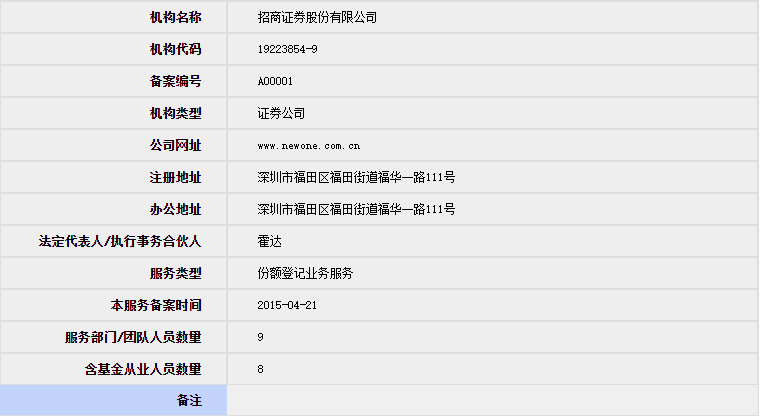 机构名称 招商证券股份有限公司
机构代码 19223854-9
备案编号 A00001
机构类型 证券公司
公司网址 www.newone.com.cn
注册地址 深圳市福田区福田街道福华一路111号
办公地址 深圳市福田区福田街道福华一路111号
法定代表人/执行事务合伙人 霍达
服务类型 份额登记业务服务
本服务备案时间 2015-04-21
服务部门/团队人员数量 9
含基金从业人员数量 8
备注